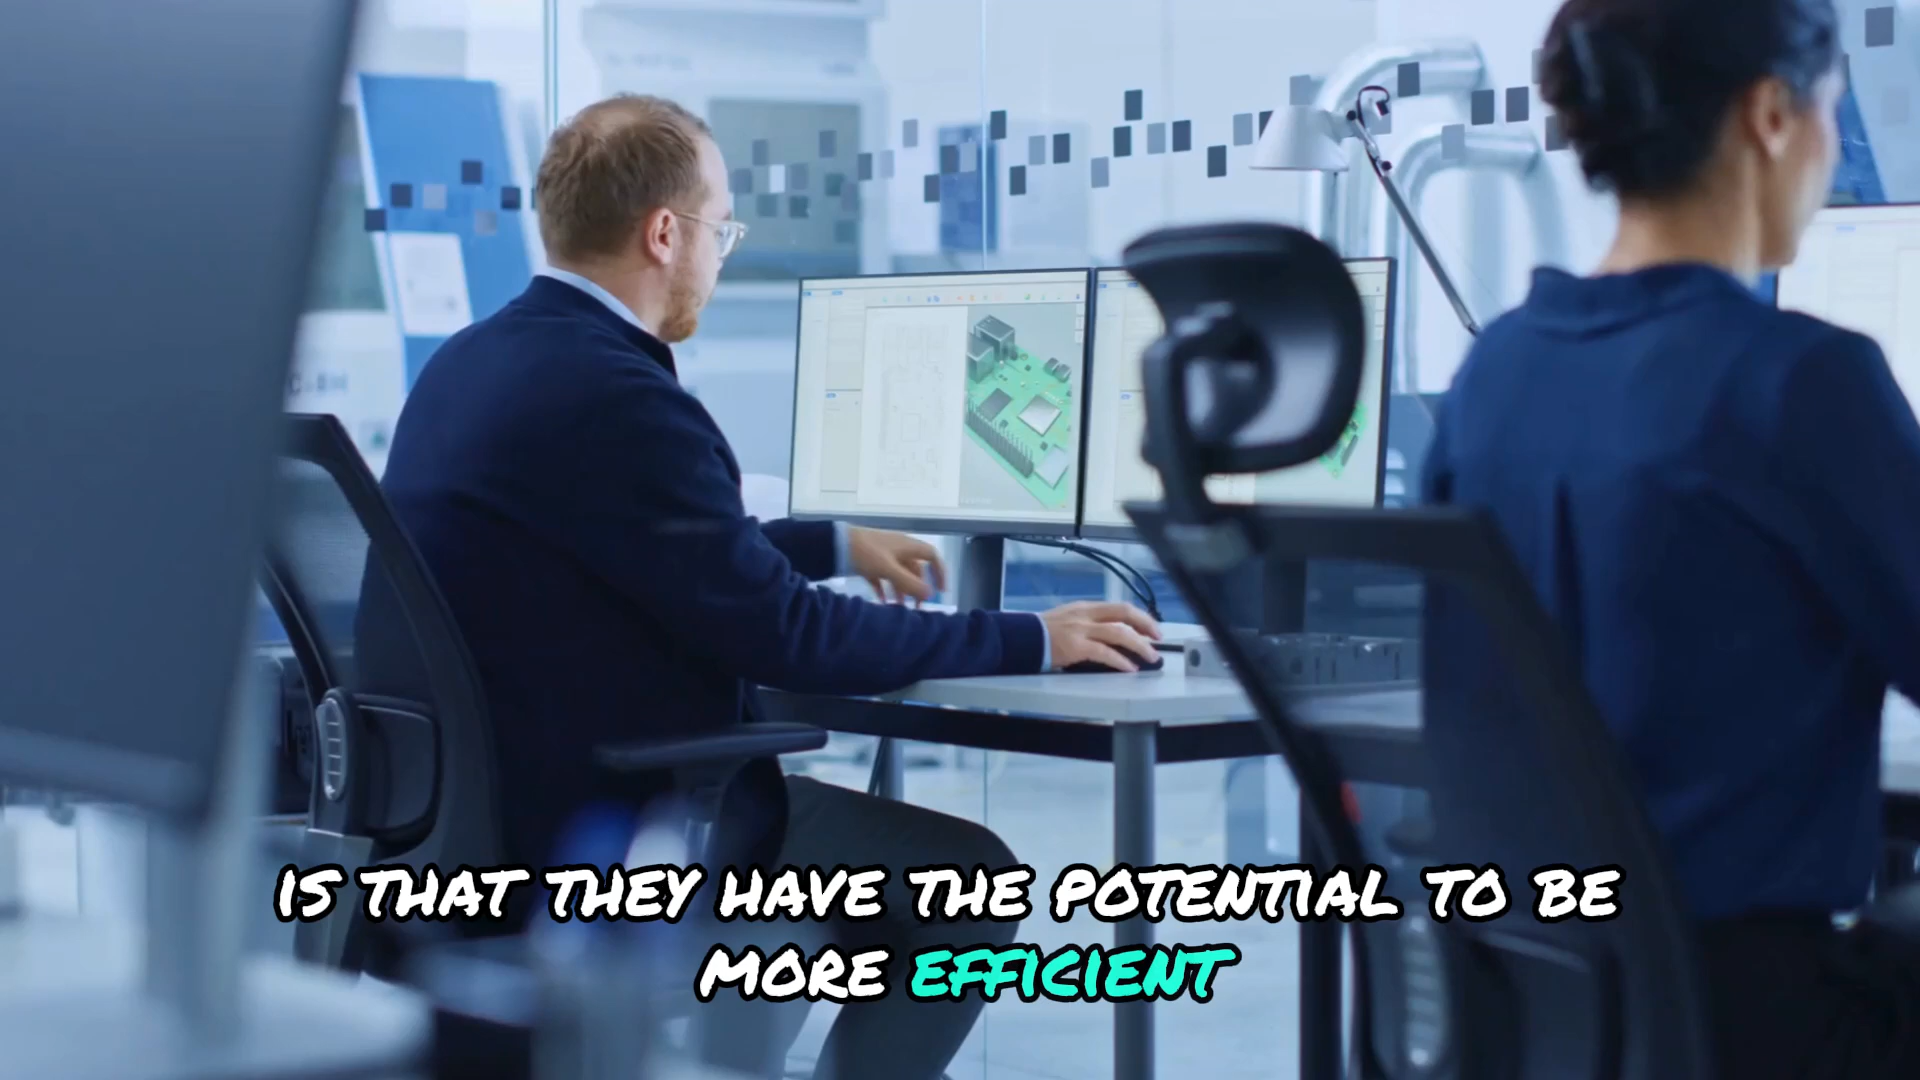 IS THAT THEY HAVE THE POTENTIAL TO BE
MORE EFFICIENT